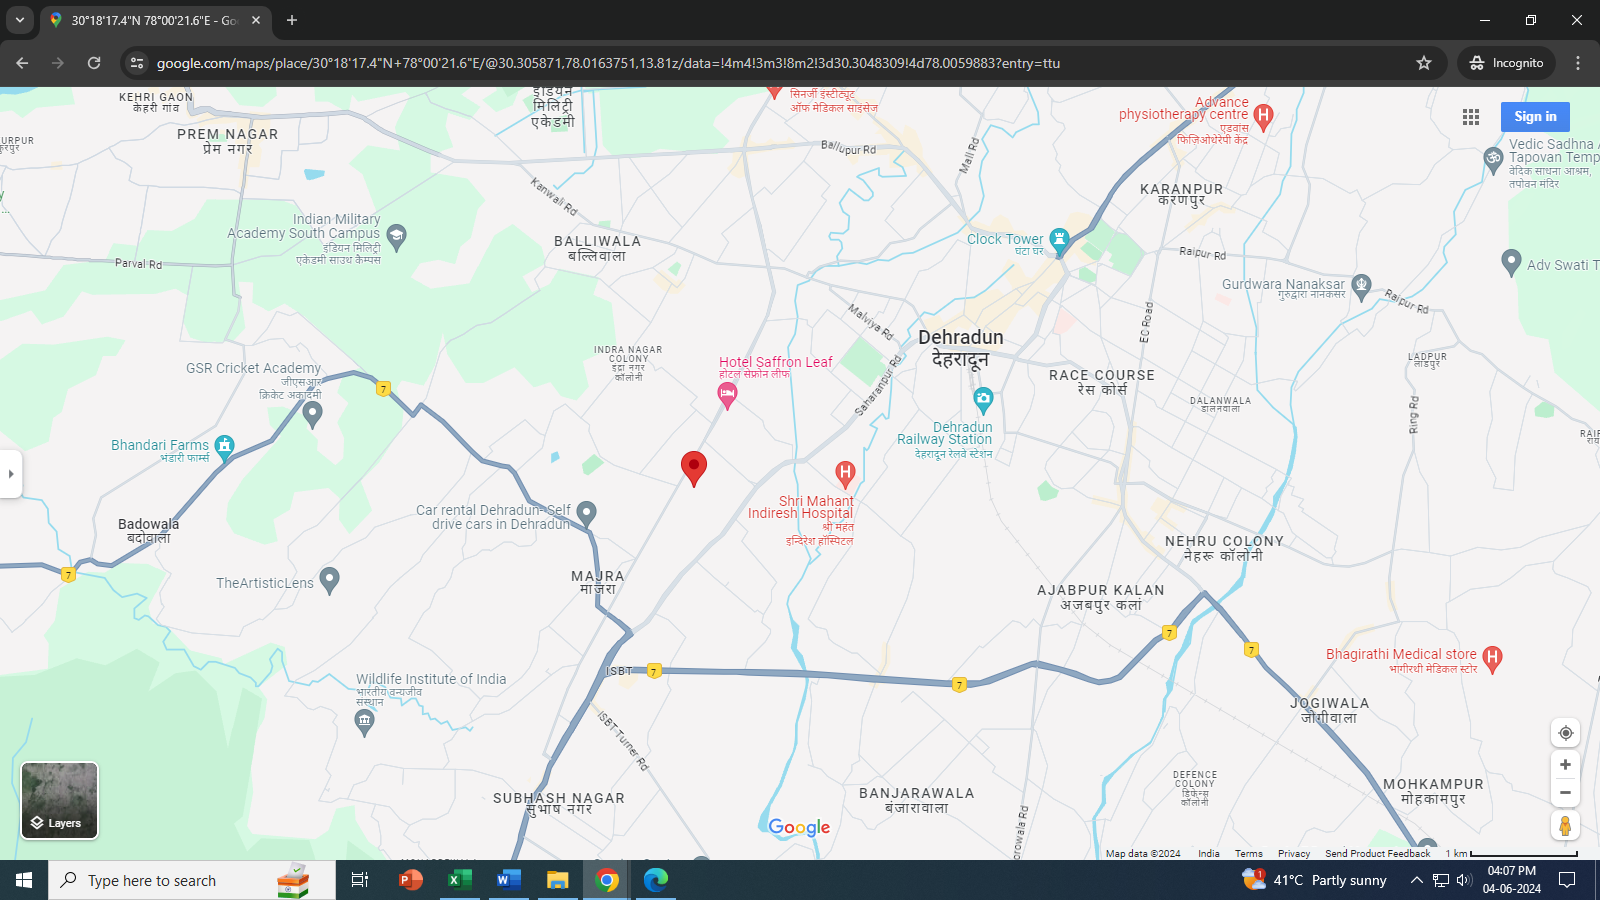 30°18'17.4"N 78°00'21.6"E - Goo
google.com/maps/place/30°18'17.4"N+78°00'21.6"E/@30.305871,78.0163751,13.81z/data=!4m4!3m3!8m2!3d30.3048309!4d78.0059883?entry=ttu
Incognito
Sign in
KEHRI GAON
केहरी गांव
PREM NAGAR
प्रेम नगर
इंडियन
मिलिट्री
एकेडमी
सिनर्जी इंस्टीट्यूट
ऑफ मेडिकल साइंसेज
Ballupur Rd
Mall Rd
Advance
physiotherapy centre
एडवांस
फिज़िओथेरेपी केंद्र
Vedic Sadhna A
Tapovan Temp
वैदिक साधना आश्रम,
तपोवन मंदिर
Kanwali Rd
KARANPUR
करणपुर
Indian Military
Academy South Campus
इंडियन मिलिट्री
एकेडमी साउथ कैम्पस
BALLIWALA
बल्लिवाला
Clock Tower
घंटा घर
Raipur Rd
Parval Rd
Adv Swati T
Gurdwara Nanaksar
गुरुद्वारा नानकसर
Raipur Rd
Malviya Rd
EC Road
Dehradun
देहरादून
INDRA NAGAR
COLONY
इंद्रा नगर
कॉलोनी
Hotel Saffron Leaf
होटल सेफ्रॉन लीफ
LADPUR
लाडपुर
GSR Cricket Academy
जीएसआर
क्रिकेट अकादमी
7
Saharanpur Rd
RACE COURSE
रेस कोर्स
DALANWALA
डालनवाला
Ring Rd
Bhandari Farms
भंडारी फार्म्स
Dehradun
Railway Station
देहरादून रेलवे स्टेशन
Shri Mahant
Indiresh Hospital
श्री महंत
इन्दिरेश हॉस्पिटल
Car rental Dehradun- Self
drive cars in Dehradun
Badowala
बदोवाला
7
TheArtisticLens
MAJRA
माजरा
NEHRU COLONY
नेहरू कॉलोनी
AJABPUR KALAN
अजबपुर कलां
7
7
ISBT
7
7
Bhagirathi Medical store
भागीरथी मेडिकल स्टोर
Wildlife Institute of India
भारतीय वन्यजीव
संस्थान
ISBT-Turner Rd
JOGIWALA
जोगीवाला
SUBHASH NAGAR
सुभाष नगर
BANJARAWALA
बंजारावाला
DEFENCE
COLONY
डिफेन्स
कॉलोनी
MOHKAMPUR
मोहकामपुर
Layers
Google
Map data ©2024
India
Terms
Privacy
Send Product Feedback
1 km
Type here to search
41°C Partly sunny
04:07 PM
04-06-2024